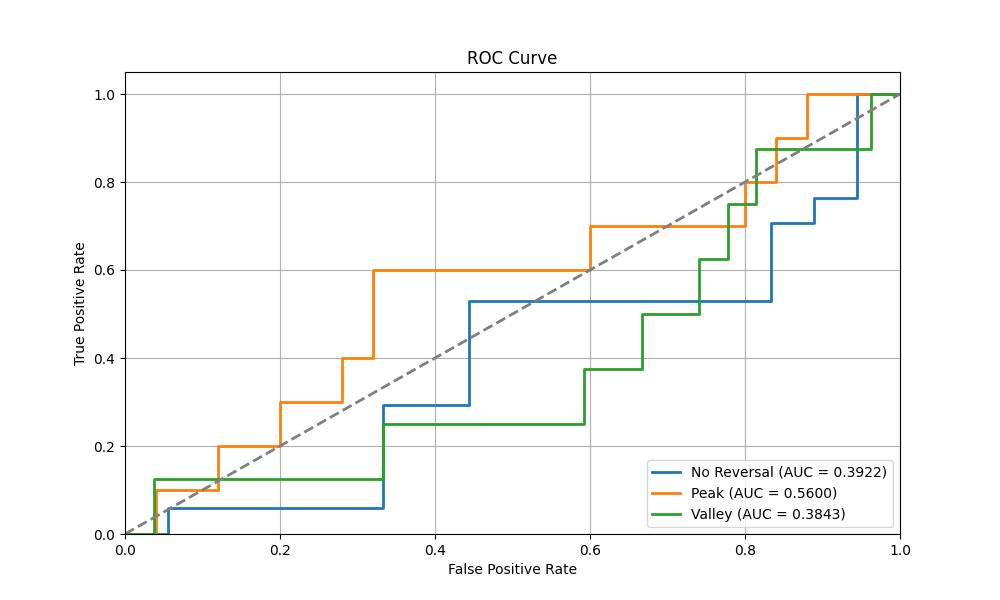 ROC Curve
True Positive Rate
1.0
0.8
0.6
0.4
0.2
0.0
0.0 0.2 0.4 0.6 0.8 1.0
False Positive Rate
No Reversal (AUC = 0.3922)
Peak (AUC = 0.5600)
Valley (AUC = 0.3843)